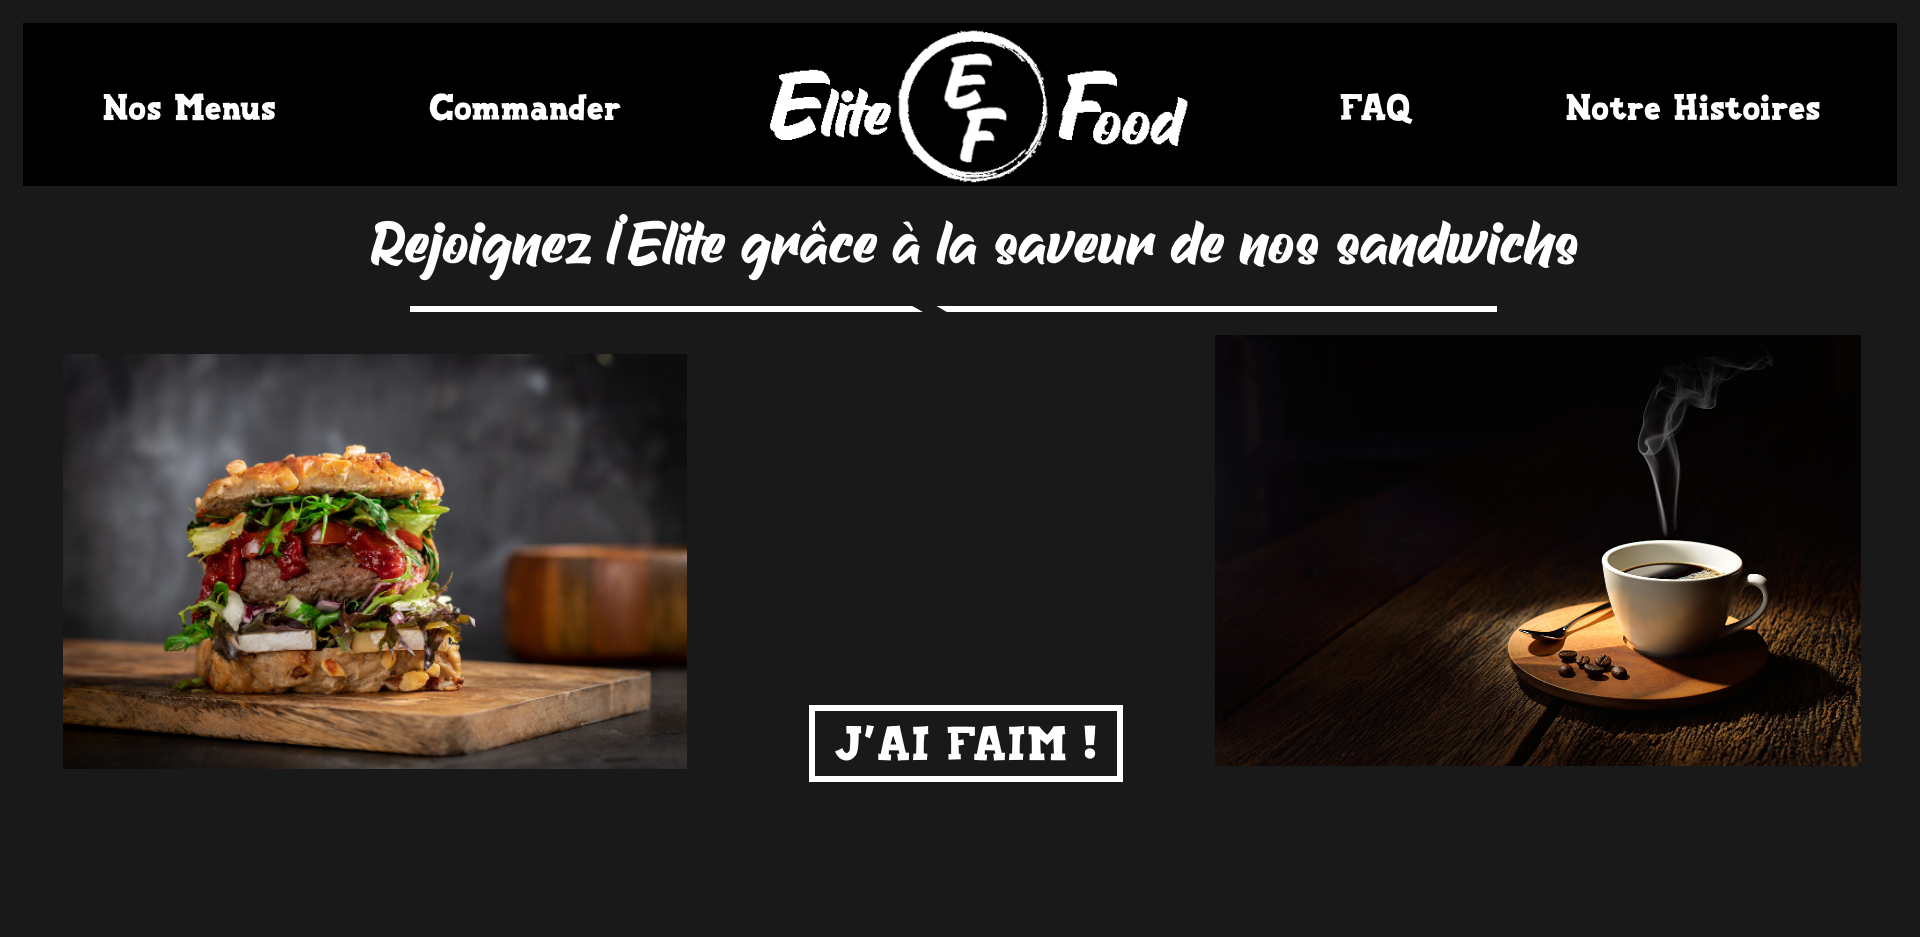 Nos Menus
Commander
Elite
EF
Food
FAQ
Notre Histoires
Rejoignez l'Elite grâce à la saveur de nos sandwichs
J'AI FAIM !